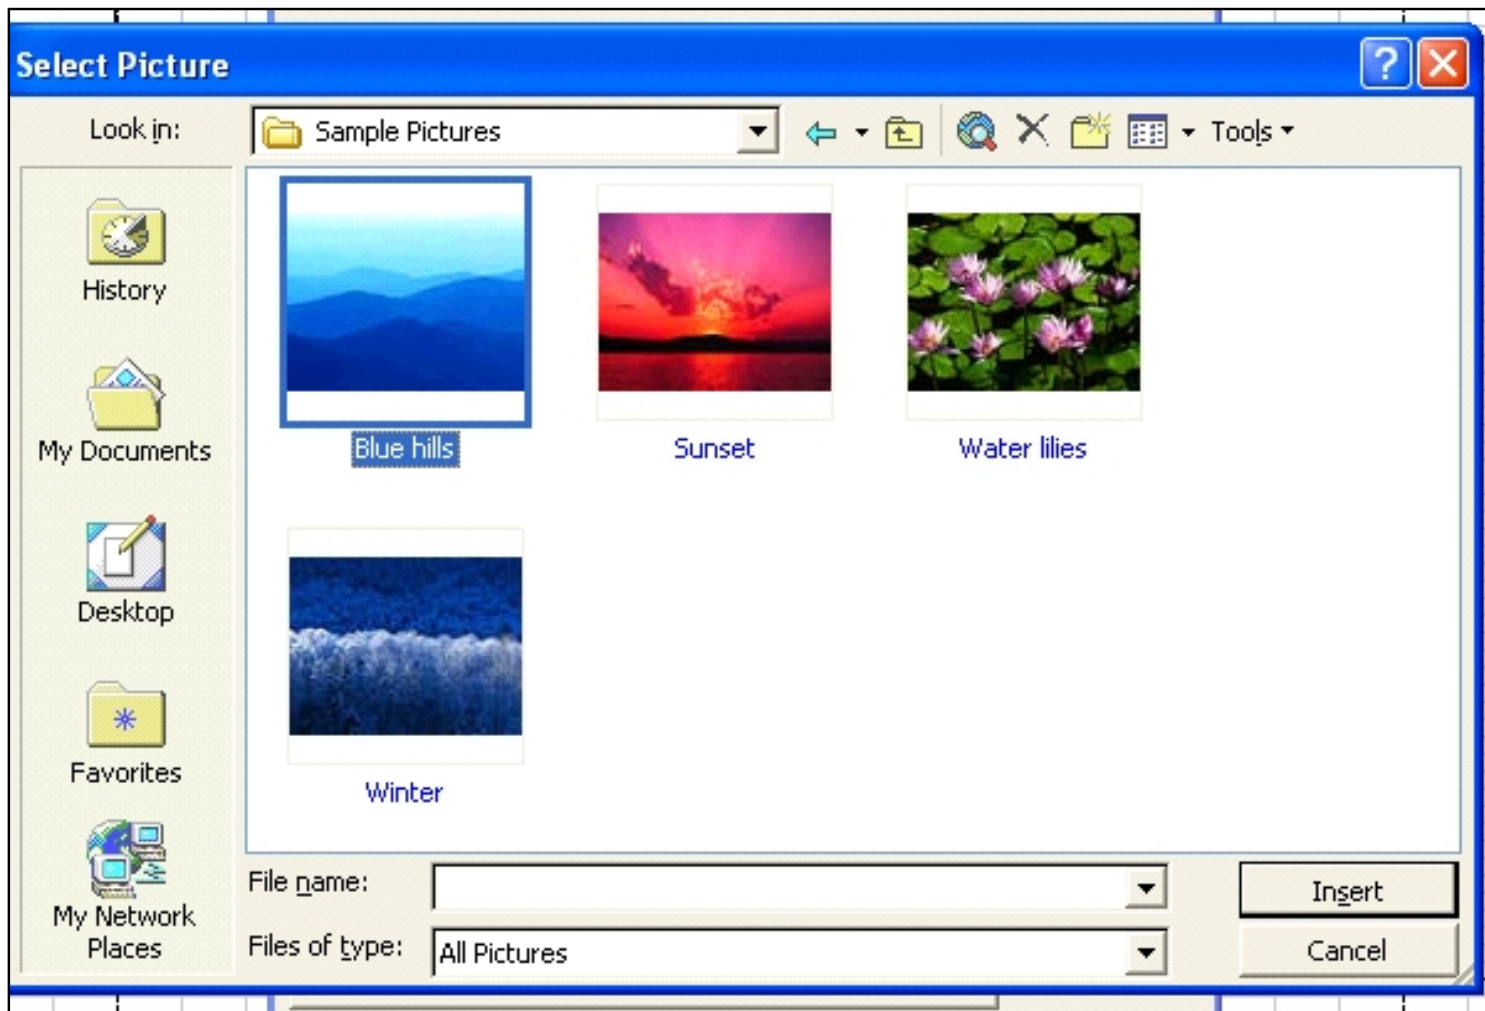 Select Picture
?
Look in:
Sample Pictures
Tools
History
My Documents
Desktop
Favorites
My Network
Places
Blue hills
Sunset
Water lilies
Winter
File name:
Insert
Files of type:
All Pictures
Cancel